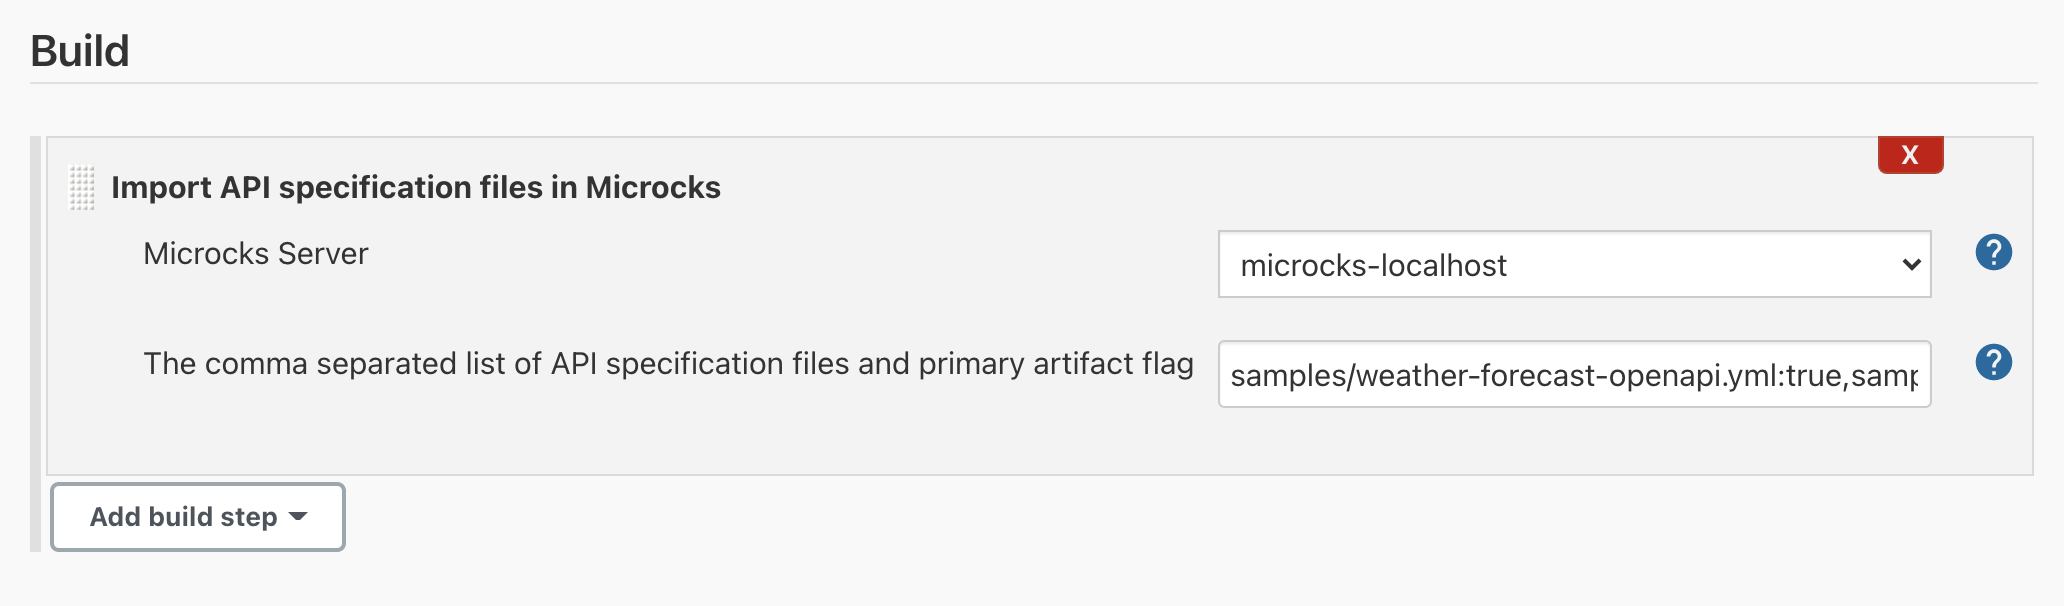 Build
X
Import API specification files in Microcks
Microcks Server
microcks-localhost
?
The comma separated list of API specification files and primary artifact flag
samples/weather-forecast-openapi.yml:true,samp
?
Add build step